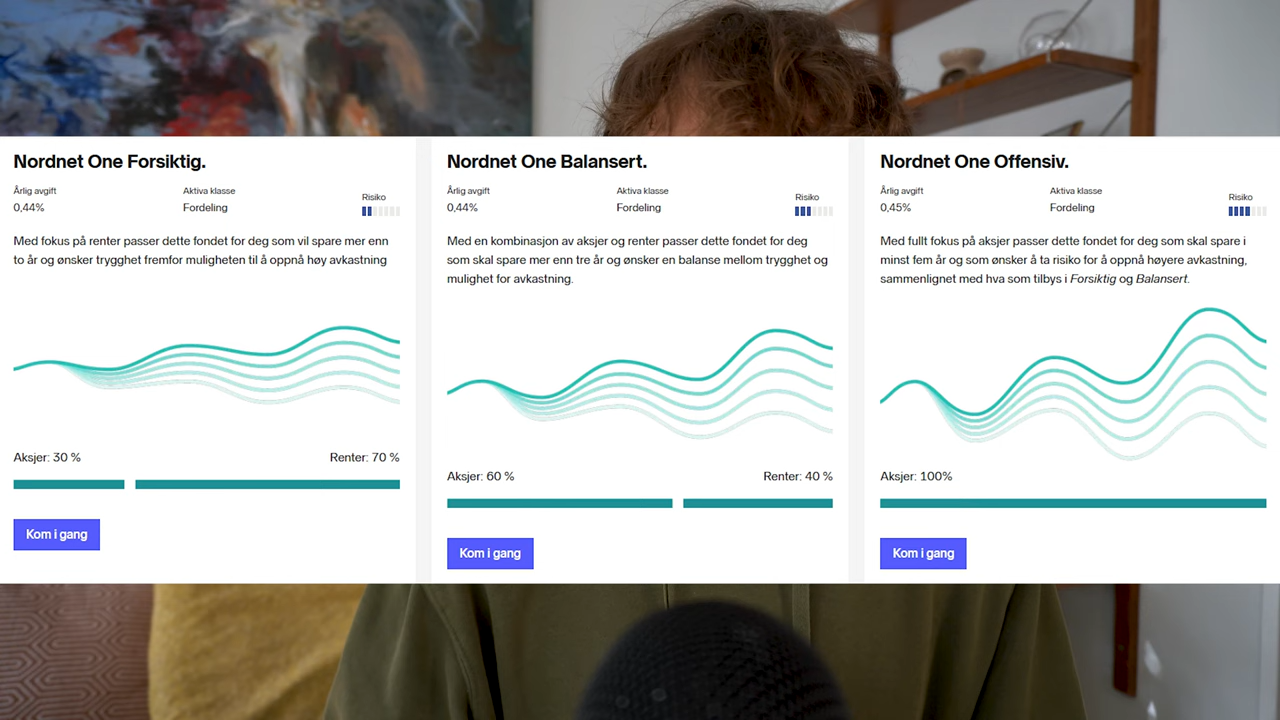 Nordnet One Forsiktig.
Årlig avgift
0,44%
Aktiva klasse
Fordeling
Risiko
Med fokus på renter passer dette fondet for deg som vil spare mer enn
to år og ønsker trygghet fremfor muligheten til å oppnå høy avkastning
Aksjer: 30 %
Renter: 70 %
Kom i gang
Nordnet One Balansert.
Årlig avgift
0,44%
Aktiva klasse
Fordeling
Risiko
Med en kombinasjon av aksjer og renter passer dette fondet for deg
som skal spare mer enn tre år og ønsker en balanse mellom trygghet og
mulighet for avkastning.
Aksjer: 60 %
Renter: 40 %
Kom i gang
Nordnet One Offensiv.
Årlig avgift
0,45%
Aktiva klasse
Fordeling
Risiko
Med fullt fokus på aksjer passer dette fondet for deg som skal spare i
minst fem år og som ønsker å ta risiko for å oppnå høyere avkastning,
sammenlignet med hva som tilbys i Forsiktig og Balansert.
Aksjer: 100%
Kom i gang